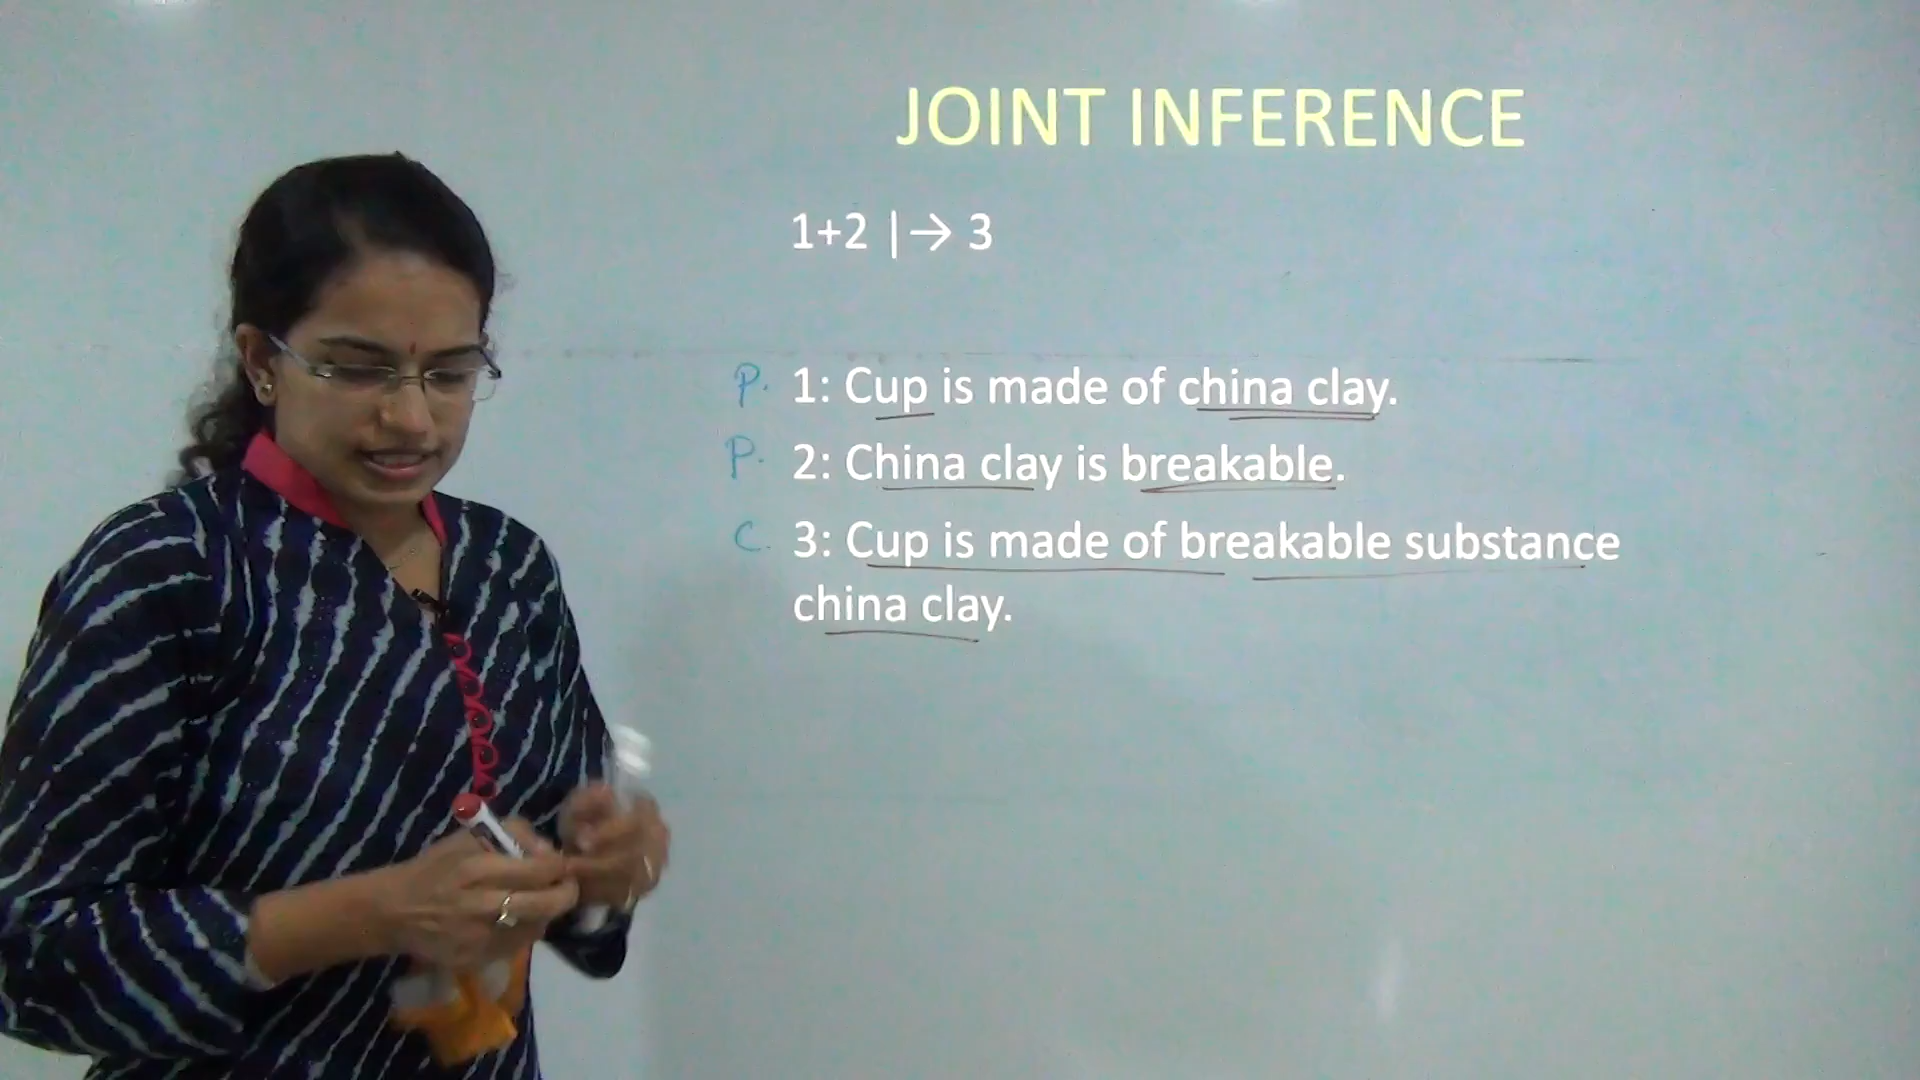 JOINT INFERENCE
1+2 |→ 3
P. 1: Cup is made of china clay.
P. 2: China clay is breakable.
C. 3: Cup is made of breakable substance
china clay.